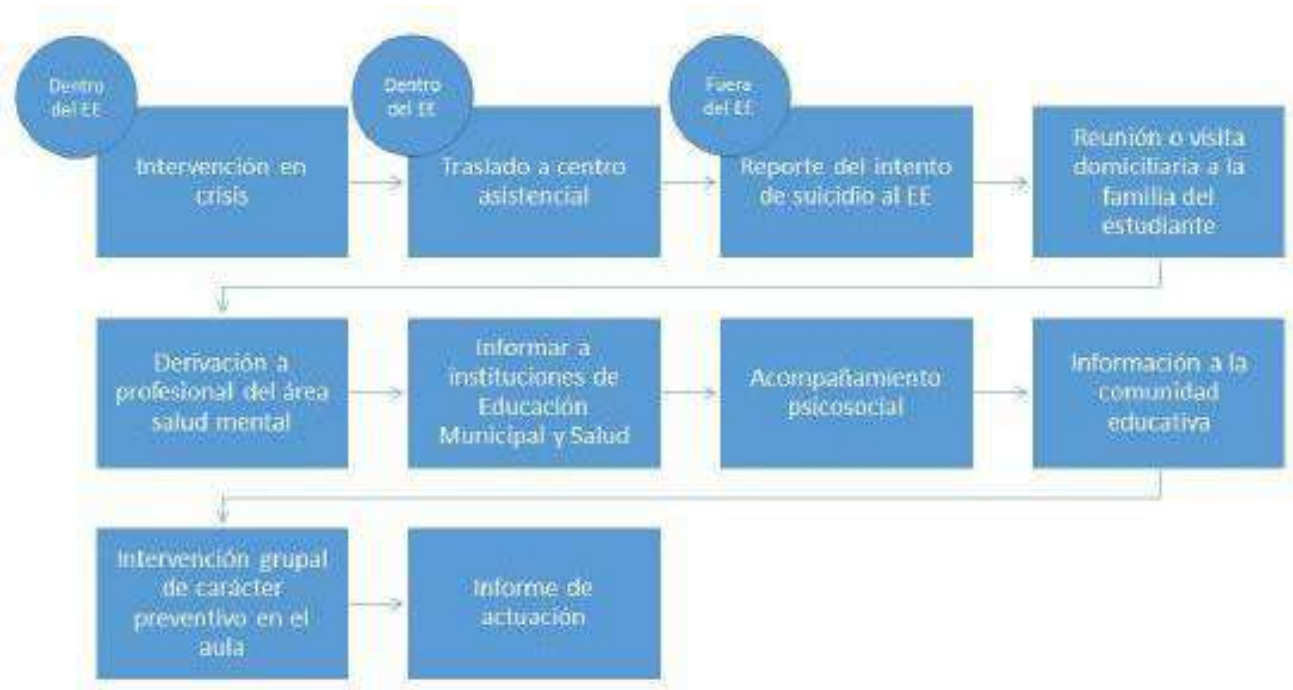 Dentro
del EE
Intervención en
crisis
Dentro
del EE
Traslado a centro
asistencial
Fuera
del EE
Reporte del intento
de suicidio al EE
Reunión o visita
domiciliaria a la
familia del
estudiante
Derivación a
profesional del área
salud mental
Informar a
instituciones de
Educación
Municipal y Salud
Acompañamiento
psicosocial
Información a la
comunidad
educativa
Intervención grupal
de carácter
preventivo en el
aula
Informe de
actuación